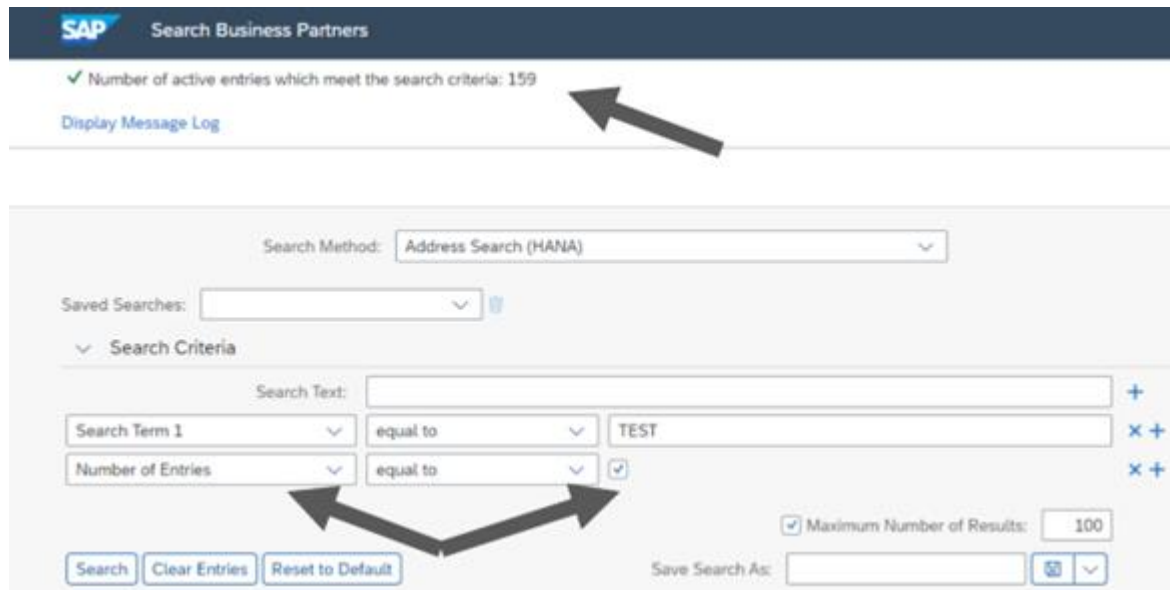 SAP Search Business Partners
Number of active entries which meet the search criteria: 159
Display Message Log
Search Method: Address Search (HANA)
Saved Searches:
Search Criteria
Search Text:
Search Term 1 equal to TEST
Number of Entries equal to
Maximum Number of Results: 100
Search Clear Entries Reset to Default Save Search As: